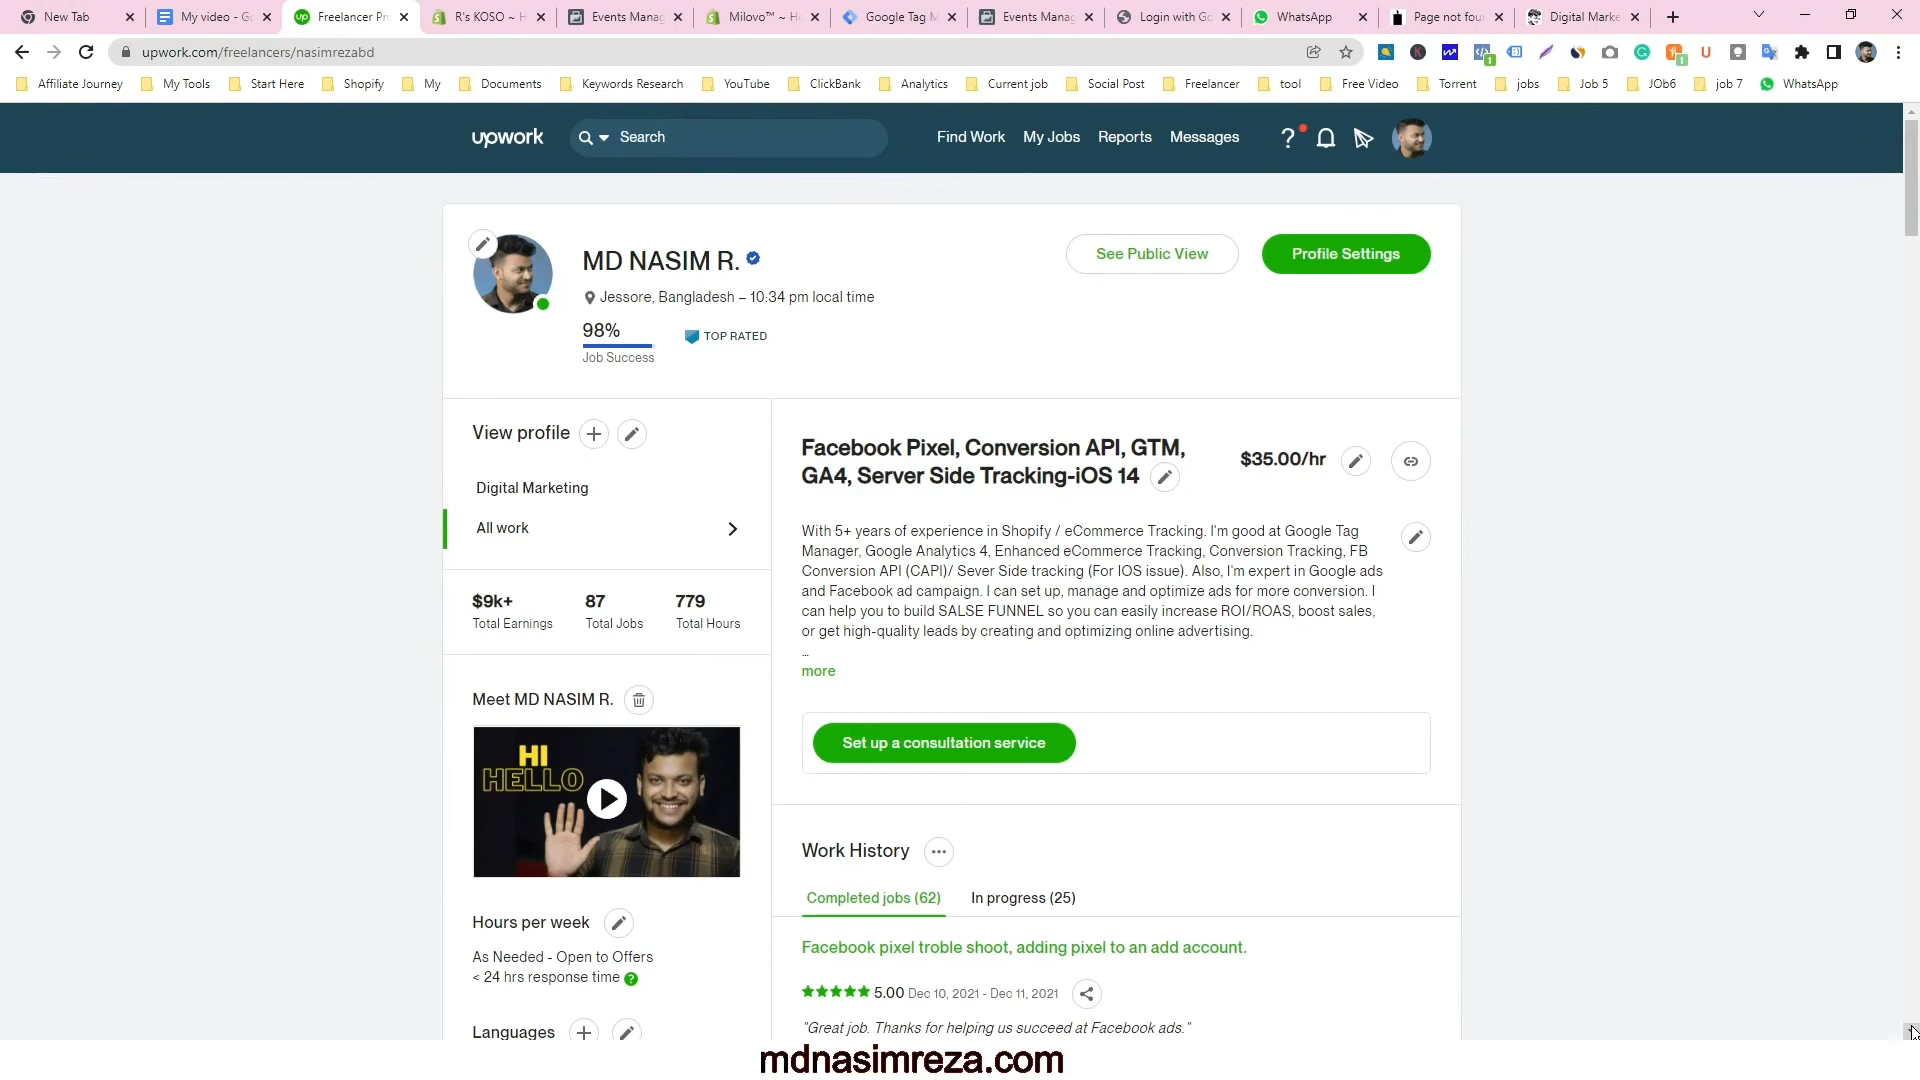 New Tab
My video - G
Freelancer Pr
R's KOSO ~ H
Events Manag
Milovo™ ~ Ho
Google Tag M
Events Manag
Login with Go
WhatsApp
Page not fou
Digital Marke
upwork.com/freelancers/nasimrezabd
Affiliate Journey
My Tools
Start Here
Shopify
My
Documents
Keywords Research
YouTube
ClickBank
Analytics
Current job
Social Post
Freelancer
tool
Free Video
Torrent
jobs
Job 5
JOb6
job 7
WhatsApp
upwork
Search
Find Work
My Jobs
Reports
Messages
MD NASIM R.
See Public View
Profile Settings
Jessore, Bangladesh – 10:34 pm local time
98%
TOP RATED
Job Success
View profile
Digital Marketing
All work
$9k+
87
779
Total Earnings
Total Jobs
Total Hours
Meet MD NASIM R.
HI
HELLO
Hours per week
As Needed - Open to Offers
< 24 hrs response time
Languages
Facebook Pixel, Conversion API, GTM,
GA4, Server Side Tracking-iOS 14
$35.00/hr
With 5+ years of experience in Shopify / eCommerce Tracking. I'm good at Google Tag
Manager, Google Analytics 4, Enhanced eCommerce Tracking, Conversion Tracking, FB
Conversion API (CAPI)/ Sever Side tracking (For IOS issue). Also, I'm expert in Google ads
and Facebook ad campaign. I can set up, manage and optimize ads for more conversion. I
can help you to build SALSE FUNNEL so you can easily increase ROI/ROAS, boost sales,
or get high-quality leads by creating and optimizing online advertising.
…
more
Set up a consultation service
Work History
Completed jobs (62)
In progress (25)
Facebook pixel troble shoot, adding pixel to an add account.
5.00 Dec 10, 2021 - Dec 11, 2021
"Great job. Thanks for helping us succeed at Facebook ads."
mdnasimreza.com